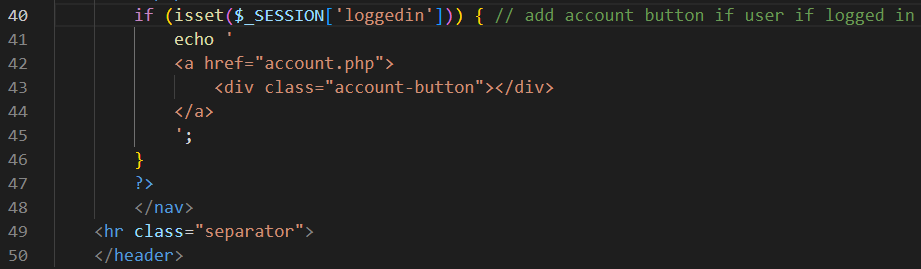 40 if (isset($_SESSION['loggedin'])) { // add account button if user if logged in
41 echo '
42 <a href="account.php">
43 <div class="account-button"></div>
44 </a>
45 ';
46 }
47 ?>
48 </nav>
49 <hr class="separator">
50 </header>